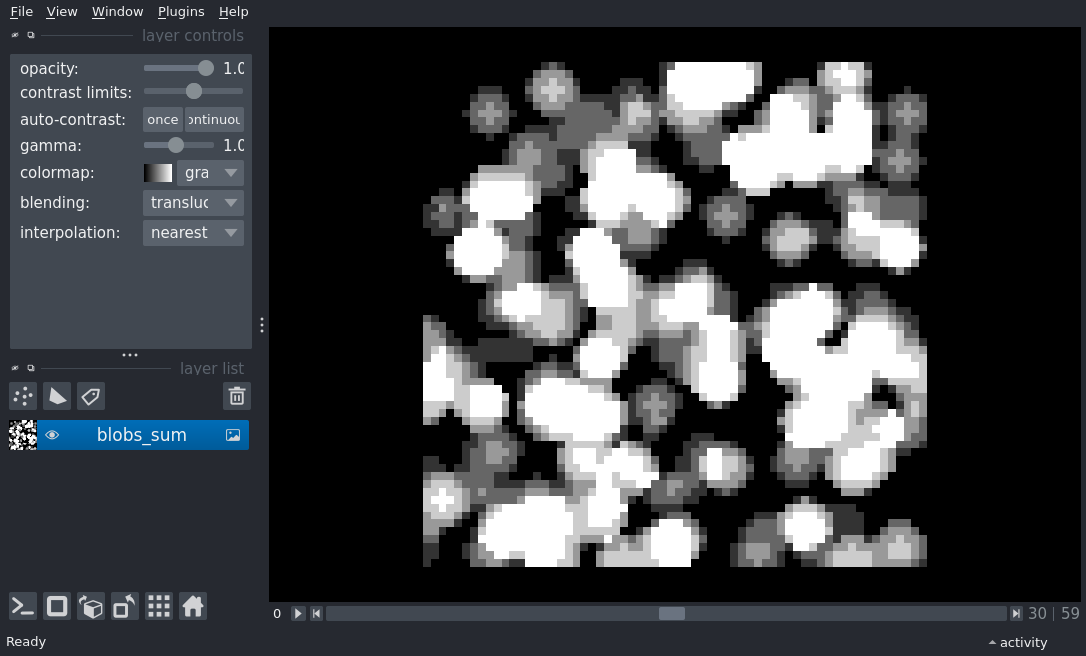 File View Window Plugins Help
layer controls
opacity: 1.0
contrast limits:
auto-contrast: once ontinuou
gamma: 1.0
colormap: gra
blending: transluc
interpolation: nearest
layer list
blobs_sum
0 30 | 59
Ready activity